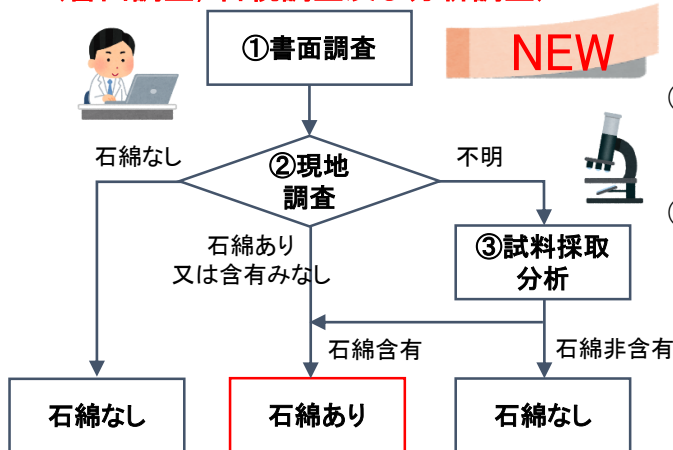 ①書面調査
NEW
石綿なし
②現地
調査
不明
石綿あり
又は含有みなし
③試料採取
分析
石綿含有
石綿非含有
石綿なし
石綿あり
石綿なし